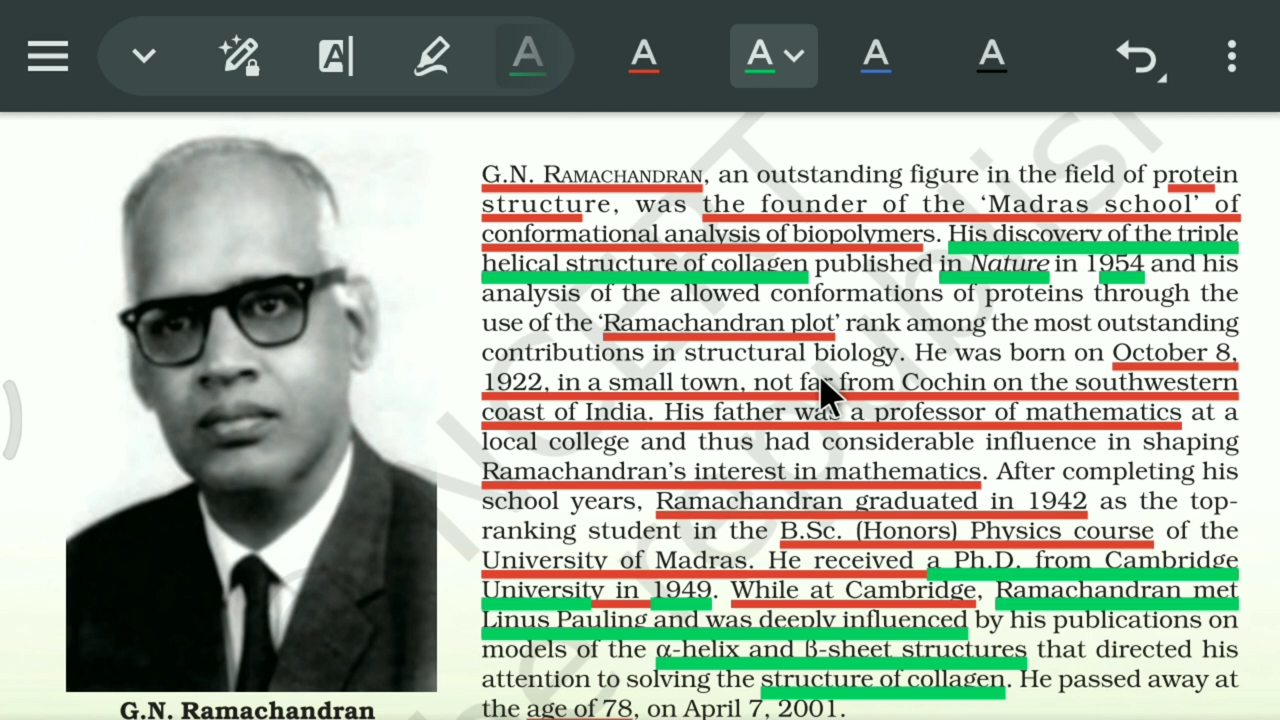 A A A A A A
G.N. RAMACHANDRAN, an outstanding figure in the field of protein
structure, was the founder of the ‘Madras school’ of
conformational analysis of biopolymers. His discovery of the triple
helical structure of collagen published in Nature in 1954 and his
analysis of the allowed conformations of proteins through the
use of the ‘Ramachandran plot’ rank among the most outstanding
contributions in structural biology. He was born on October 8,
1922, in a small town, not far from Cochin on the southwestern
coast of India. His father was a professor of mathematics at a
local college and thus had considerable influence in shaping
Ramachandran’s interest in mathematics. After completing his
school years, Ramachandran graduated in 1942 as the top-
ranking student in the B.Sc. (Honors) Physics course of the
University of Madras. He received a Ph.D. from Cambridge
University in 1949. While at Cambridge, Ramachandran met
Linus Pauling and was deeply influenced by his publications on
models of the α-helix and β-sheet structures that directed his
attention to solving the structure of collagen. He passed away at
the age of 78, on April 7, 2001.
G.N. Ramachandran